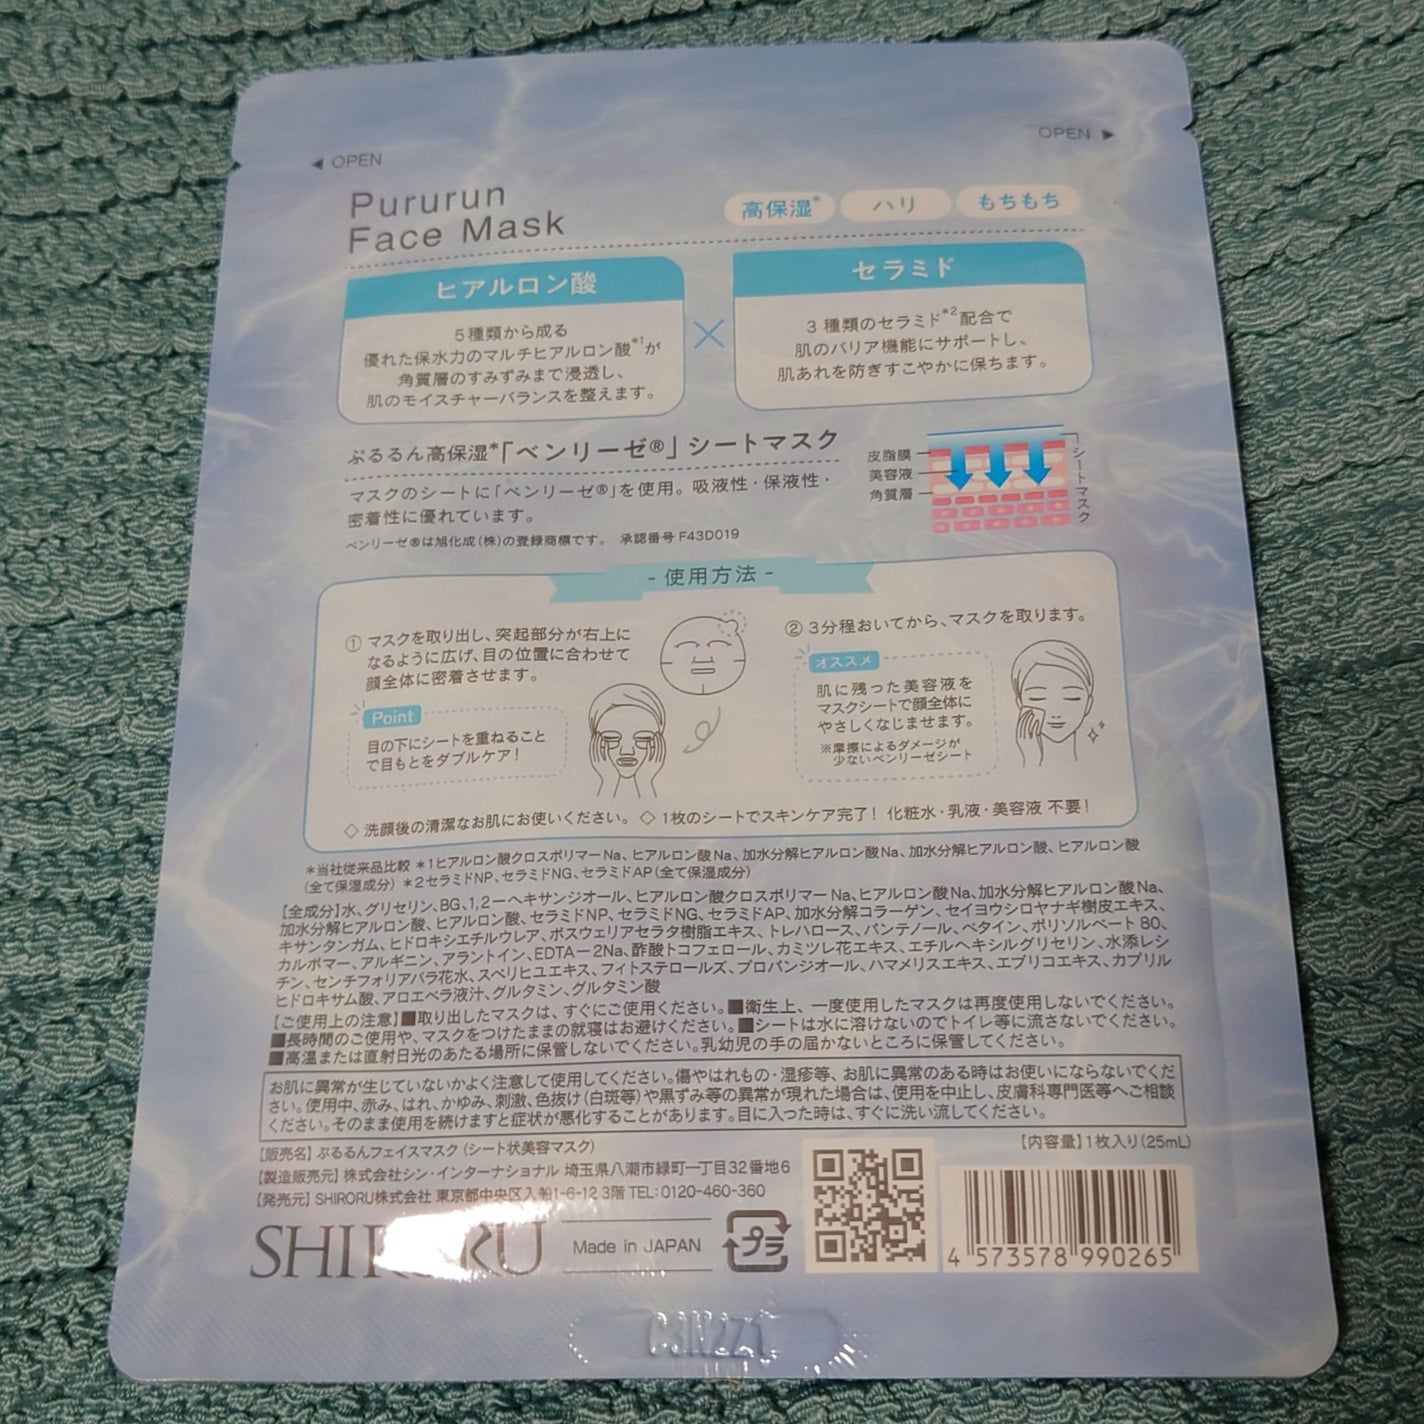 ◀ OPEN
OPEN ▶
Pururun
Face Mask
高保湿* ハリ もちもち
ヒアルロン酸
5種類から成る
優れた保水力のマルチヒアルロン酸*1が
角質層のすみずみまで浸透し、
肌のモイスチャーバランスを整えます。
×
セラミド
3種類のセラミド*2配合で
肌のバリア機能にサポートし、
肌あれを防ぎすこやかに保ちます。
ぷるるん高保湿*「ベンリーゼ®」シートマスク
マスクのシートに「ベンリーゼ®」を使用。吸液性・保液性・
密着性に優れています。
ベンリーゼ®は旭化成(株)の登録商標です。 承認番号 F43D019
皮脂膜
美容液
角質層
シートマスク
- 使用方法 -
① マスクを取り出し、突起部分が右上に
なるように広げ、目の位置に合わせて
顔全体に密着させます。
Point
目の下にシートを重ねること
で目もとをダブルケア！
② 3分程おいてから、マスクを取ります。
オススメ
肌に残った美容液を
マスクシートで顔全体に
やさしくなじませます。
※摩擦によるダメージが
少ないベンリーゼシート
◇ 洗顔後の清潔なお肌にお使いください。 ◇ 1枚のシートでスキンケア完了！ 化粧水・乳液・美容液 不要！
*当社従来品比較 *1ヒアルロン酸クロスポリマーNa、ヒアルロン酸Na、加水分解ヒアルロン酸Na、加水分解ヒアルロン酸、ヒアルロン酸
(全て保湿成分) *2セラミドNP、セラミドNG、セラミドAP(全て保湿成分)
【全成分】水、グリセリン、BG、1,2-ヘキサンジオール、ヒアルロン酸クロスポリマーNa、ヒアルロン酸Na、加水分解ヒアルロン酸Na、
加水分解ヒアルロン酸、ヒアルロン酸、セラミドNP、セラミドNG、セラミドAP、加水分解コラーゲン、セイヨウシロヤナギ樹皮エキス、
キサンタンガム、ヒドロキシエチルウレア、ボスウェリアセラタ樹脂エキス、トレハロース、パンテノール、ベタイン、ポリソルベート80、
カルボマー、アルギニン、アラントイン、EDTA-2Na、酢酸トコフェロール、カミツレ花エキス、エチルヘキシルグリセリン、水添レシ
チン、センチフォリアバラ花水、スベリヒユエキス、フィトステロールズ、プロパンジオール、ハマメリスエキス、エブリコエキス、カプリル
ヒドロキサム酸、アロエベラ液汁、グルタミン、グルタミン酸
【ご使用上の注意】■取り出したマスクは、すぐにご使用ください。■衛生上、一度使用したマスクは再度使用しないでください。
■長時間のご使用や、マスクをつけたままの就寝はお避けください。■シートは水に溶けないのでトイレ等に流さないでください。
■高温または直射日光のあたる場所に保管しないでください。乳幼児の手の届かないところに保管してください。
お肌に異常が生じていないかよく注意して使用してください。傷やはれもの・湿疹等、お肌に異常のある時はお使いにならないでくだ
さい。使用中、赤み、はれ、かゆみ、刺激、色抜け(白斑等)や黒ずみ等の異常が現れた場合は、使用を中止し、皮膚科専門医等へご相談
ください。そのまま使用を続けますと症状が悪化することがあります。目に入った時は、すぐに洗い流してください。
【販売名】ぷるるんフェイスマスク (シート状美容マスク)
【内容量】1枚入り(25mL)
【製造販売元】株式会社シン・インターナショナル 埼玉県八潮市緑町一丁目32番地6
【発売元】SHIRORU株式会社 東京都中央区入船1-6-12 3階 TEL：0120-460-360
SHIRORU
Made in JAPAN
プラ
4 573578 990265
C3N2Z1